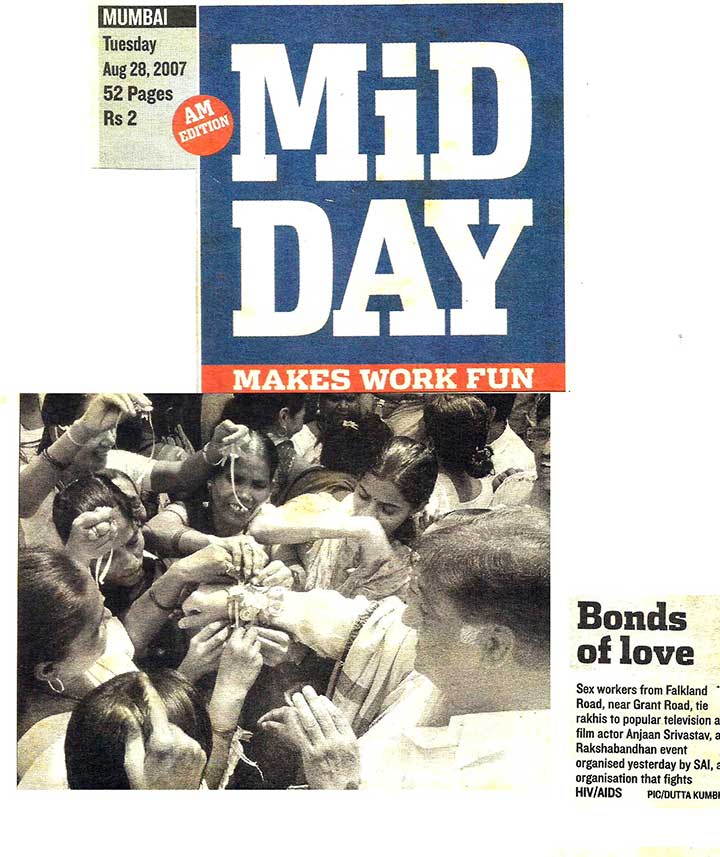 MUMBAI
Tuesday
Aug 28, 2007
52 Pages
Rs 2
AM
EDITION
MiD
DAY
MAKES WORK FUN
Bonds
of love
Sex workers from Falkland
Road, near Grant Road, tie
rakhis to popular television
film actor Anjaan Srivastav,
Rakshabandhan event
organised yesterday by SAI,
organisation that fights
HIV/AIDS PIC/DUTTA